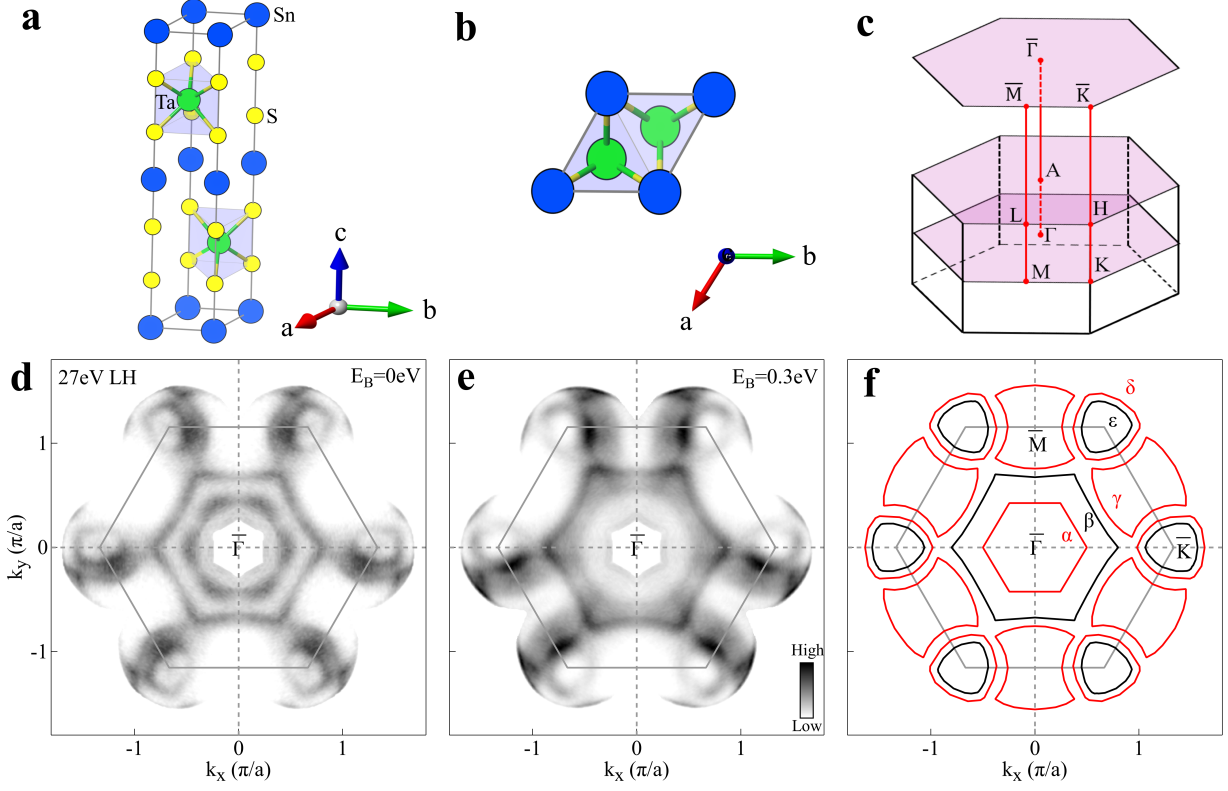 a
Sn
Ta
S
c
a
b
b
b
a
c
Γ̅
M̅
K̅
A
L
H
Γ
M
K
d
27eV LH
E_B=0eV
Γ̅
1
0
-1
k_y (π/a)
-1
0
1
k_x (π/a)
e
E_B=0.3eV
Γ̅
High
Low
-1
0
1
k_x (π/a)
f
δ
ε
M̅
γ
β
α
Γ̅
K̅
-1
0
1
k_x (π/a)